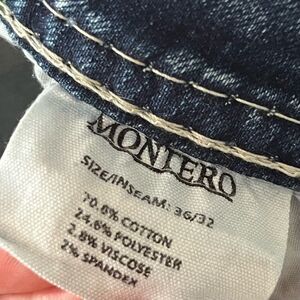 MONTERO
SIZE/INSEAM: 36/32
70.6% COTTON
24.6% POLYESTER
2.8% VISCOSE
2% SPANDEX